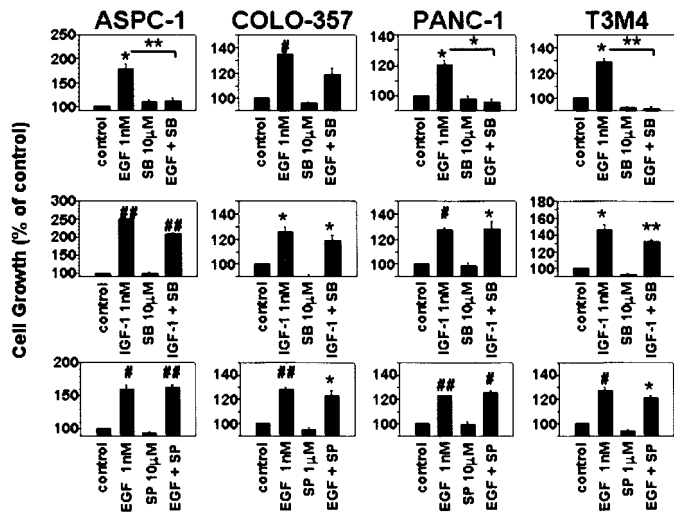 ASPC-1 COLO-357 PANC-1 T3M4
Cell Growth (% of control)
250
200
150
100
* **
control
EGF 1nM
SB 10μM
EGF + SB
140
120
100
#
control
EGF 1nM
SB 10μM
EGF + SB
140
120
100
* *
control
EGF 1nM
SB 10μM
EGF + SB
140
120
100
* **
control
EGF 1nM
SB 10μM
EGF + SB
300
250
200
150
100
## ##
control
IGF-1 1nM
SB 10μM
IGF-1 + SB
140
120
100
* *
control
IGF-1 1nM
SB 10μM
IGF-1 + SB
140
120
100
# *
control
IGF-1 1nM
SB 10μM
IGF-1 + SB
180
160
140
120
100
* **
control
IGF-1 1nM
SB 10μM
IGF-1 + SB
200
150
100
# ##
control
EGF 1nM
SP 10μM
EGF + SP
140
120
100
## *
control
EGF 1nM
SP 1μM
EGF + SP
140
120
100
## #
control
EGF 1nM
SP 1μM
EGF + SP
140
120
100
# *
control
EGF 1nM
SP 1μM
EGF + SP